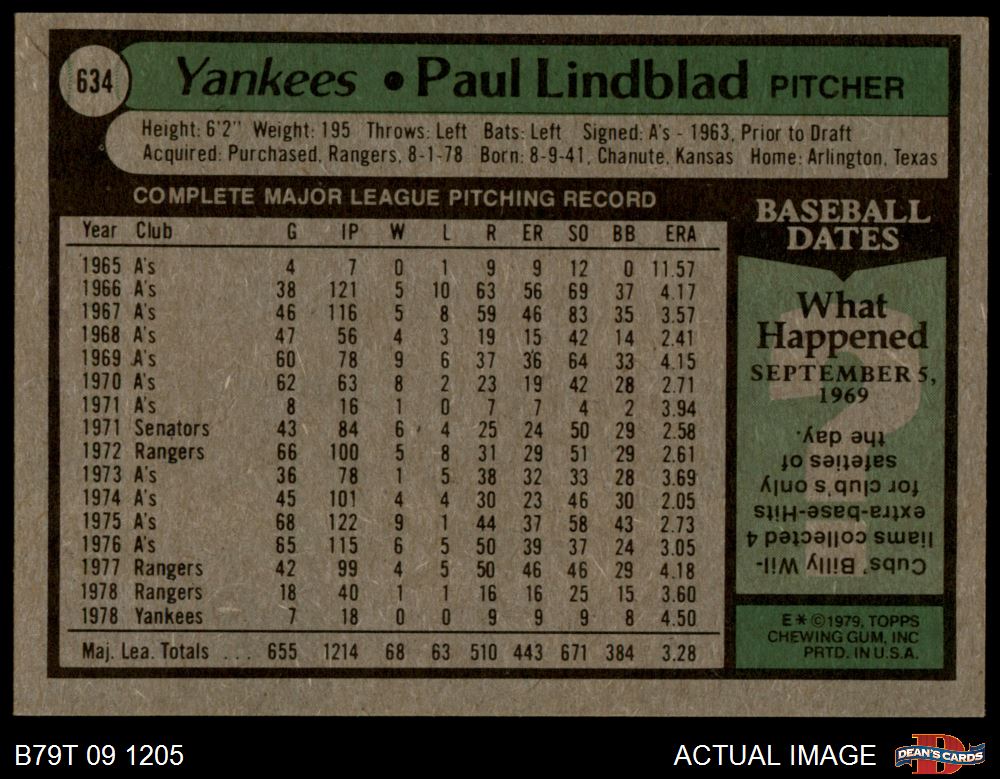 634
Yankees • Paul Lindblad PITCHER
Height: 6'2" Weight: 195 Throws: Left Bats: Left Signed: A's - 1963, Prior to Draft
Acquired: Purchased, Rangers, 8-1-78 Born: 8-9-41, Chanute, Kansas Home: Arlington, Texas
COMPLETE MAJOR LEAGUE PITCHING RECORD
Year Club G IP W L R ER SO BB ERA
1965 A's 4 7 0 1 9 9 12 0 11.57
1966 A's 38 121 5 10 63 56 69 37 4.17
1967 A's 46 116 5 8 59 46 83 35 3.57
1968 A's 47 56 4 3 19 15 42 14 2.41
1969 A's 60 78 9 6 37 36 64 33 4.15
1970 A's 62 63 8 2 23 19 42 28 2.71
1971 A's 8 16 1 0 7 7 4 2 3.94
1971 Senators 43 84 6 4 25 24 50 29 2.58
1972 Rangers 66 100 5 8 31 29 51 29 2.61
1973 A's 36 78 1 5 38 32 33 28 3.69
1974 A's 45 101 4 4 30 23 46 30 2.05
1975 A's 68 122 9 1 44 37 58 43 2.73
1976 A's 65 115 6 5 50 39 37 24 3.05
1977 Rangers 42 99 4 5 50 46 46 29 4.18
1978 Rangers 18 40 1 1 16 16 25 15 3.60
1978 Yankees 7 18 0 0 9 9 9 8 4.50
Maj. Lea. Totals ... 655 1214 68 63 510 443 671 384 3.28
BASEBALL
DATES
What
Happened
SEPTEMBER 5,
1969
Cubs' Billy Wil-
liams collected 4
extra-base-Hits
for club's only
safeties of
the day.
E * © 1979, TOPPS
CHEWING GUM, INC
PRTD. IN U.S.A.
B79T 09 1205
ACTUAL IMAGE
DEAN'S CARDS